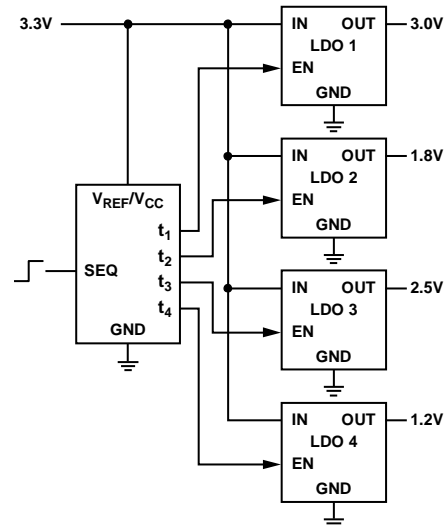 3.3V
IN OUT 3.0V
LDO 1
EN
GND
IN OUT 1.8V
LDO 2
EN
GND
VREF/VCC
t1
t2
SEQ
t3
t4
GND
IN OUT 2.5V
LDO 3
EN
GND
IN OUT 1.2V
LDO 4
EN
GND